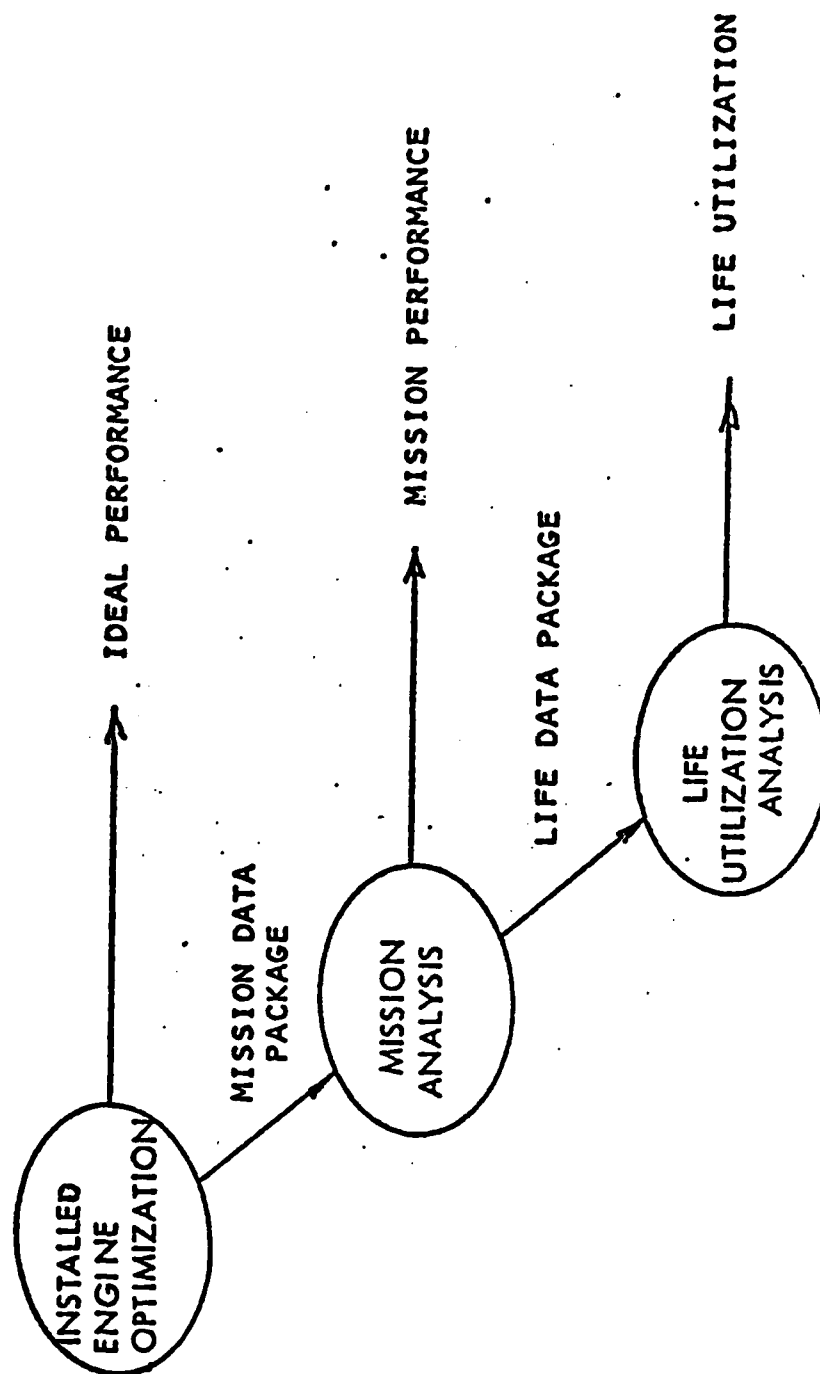 INSTALLED
ENGINE
OPTIMIZATION
IDEAL PERFORMANCE
MISSION DATA
PACKAGE
MISSION
ANALYSIS
MISSION PERFORMANCE
LIFE DATA PACKAGE
LIFE
UTILIZATION
ANALYSIS
LIFE UTILIZATION